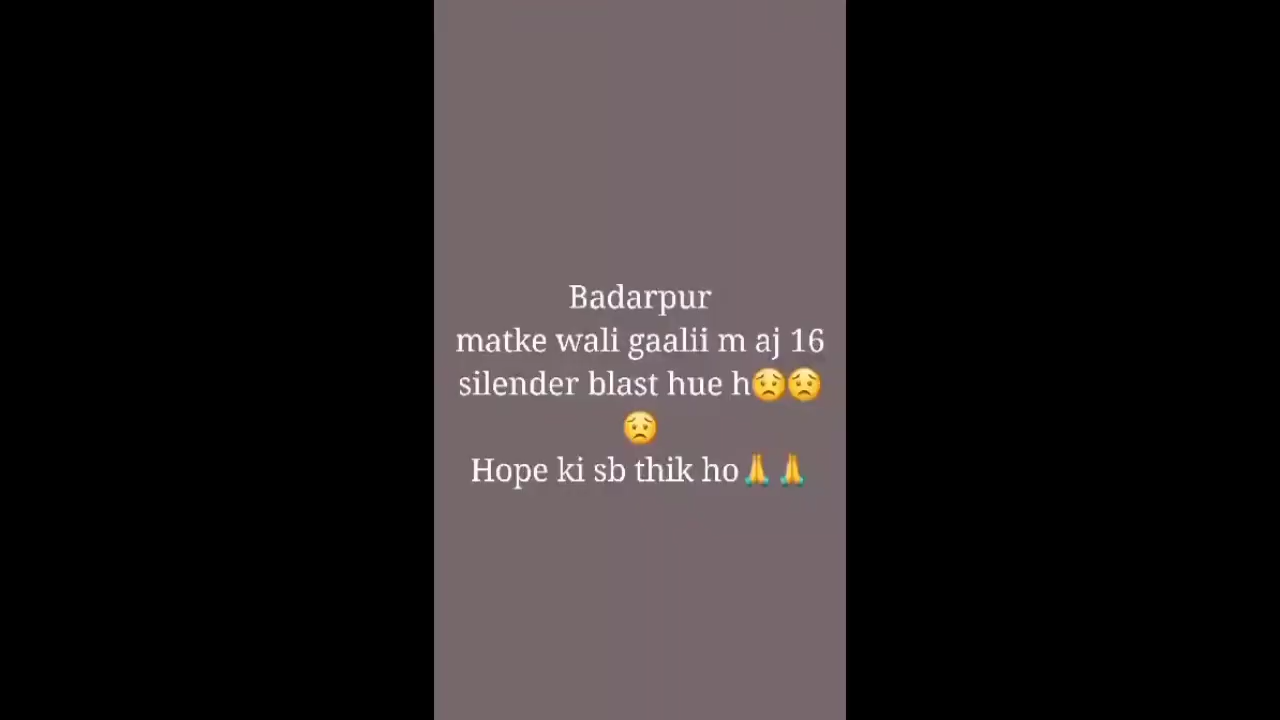 Badarpur
matke wali gaalii m aj 16
silender blast hue h😟😟
😟
Hope ki sb thik ho🙏🙏